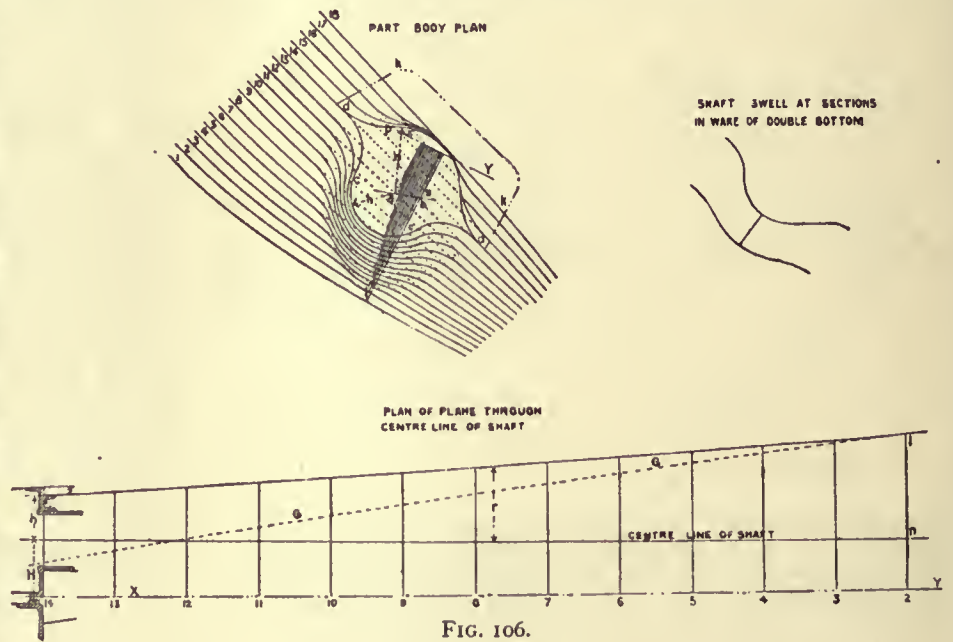 PART BODY PLAN
k
d
p
n
Y
c
h
k
SHAFT SWELL AT SECTIONS
IN WAKE OF DOUBLE BOTTOM
PLAN OF PLANE THROUGH
CENTRE LINE OF SHAFT
G
G
r
h
X
CENTRE LINE OF SHAFT
n
H
X
Y
14 13 12 11 10 9 8 7 6 5 4 3 2
FIG. 106.